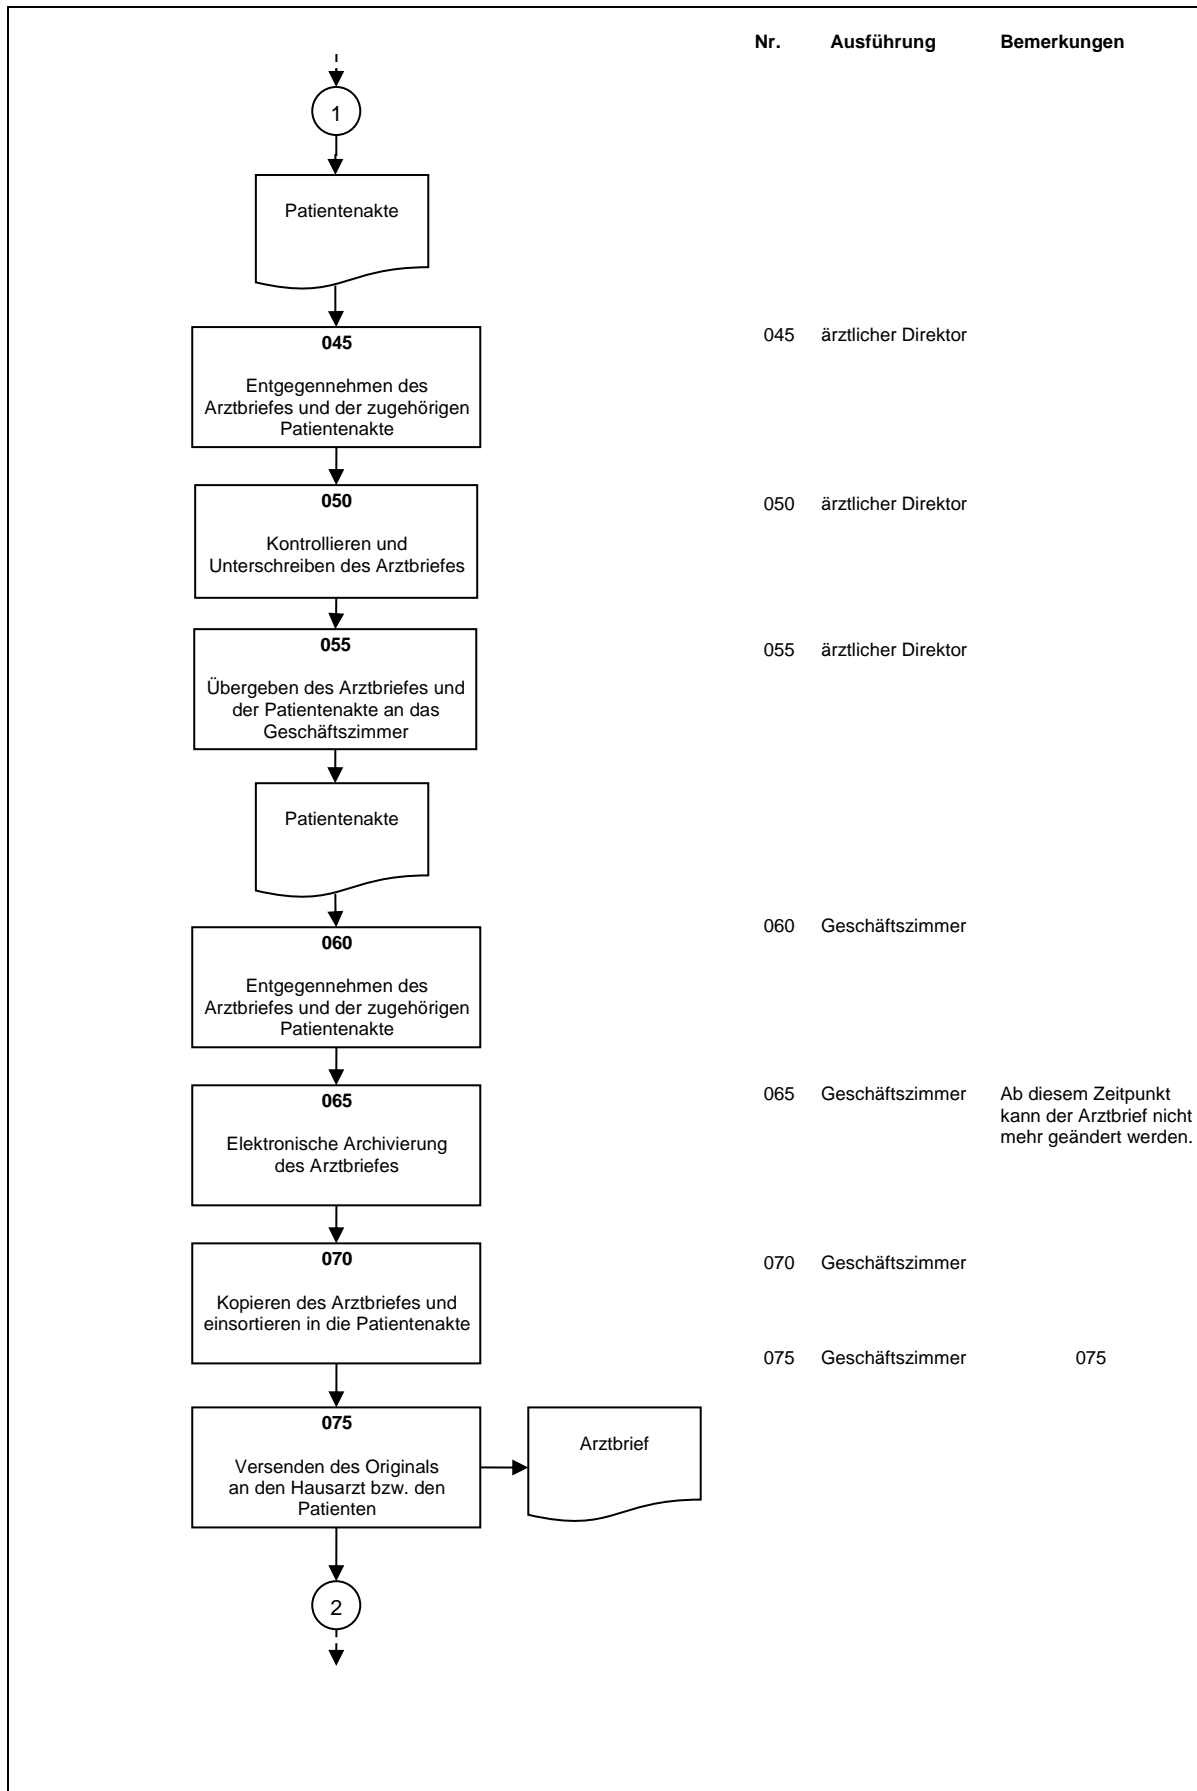 Nr. Ausführung Bemerkungen
1
Patientenakte
045
Entgegennehmen des
Arztbriefes und der zugehörigen
Patientenakte
045 ärztlicher Direktor
050
Kontrollieren und
Unterschreiben des Arztbriefes
050 ärztlicher Direktor
055
Übergeben des Arztbriefes und
der Patientenakte an das
Geschäftszimmer
055 ärztlicher Direktor
Patientenakte
060
Entgegennehmen des
Arztbriefes und der zugehörigen
Patientenakte
060 Geschäftszimmer
065
Elektronische Archivierung
des Arztbriefes
065 Geschäftszimmer Ab diesem Zeitpunkt
kann der Arztbrief nicht
mehr geändert werden.
070
Kopieren des Arztbriefes und
einsortieren in die Patientenakte
070 Geschäftszimmer
075 Geschäftszimmer 075
075
Versenden des Originals
an den Hausarzt bzw. den
Patienten
Arztbrief
2